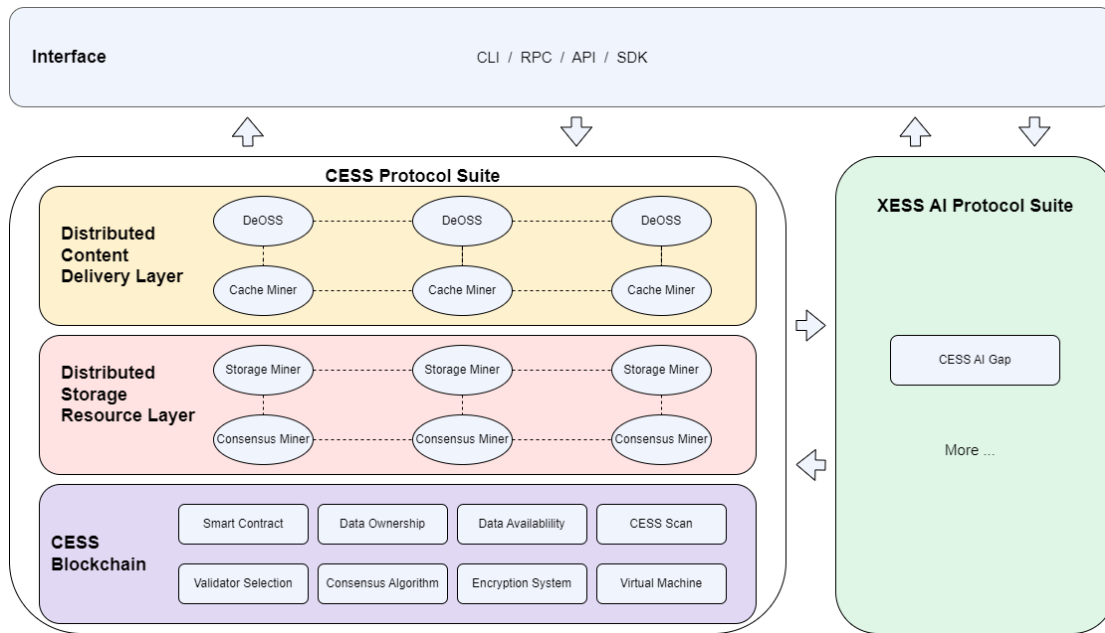 Interface
CLI / RPC / API / SDK
CESS Protocol Suite
Distributed
Content
Delivery Layer
DeOSS
DeOSS
DeOSS
Cache Miner
Cache Miner
Cache Miner
Distributed
Storage
Resource Layer
Storage Miner
Storage Miner
Storage Miner
Consensus Miner
Consensus Miner
Consensus Miner
CESS
Blockchain
Smart Contract
Data Ownership
Data Availablility
CESS Scan
Validator Selection
Consensus Algorithm
Encryption System
Virtual Machine
XESS AI Protocol Suite
CESS AI Gap
More ...